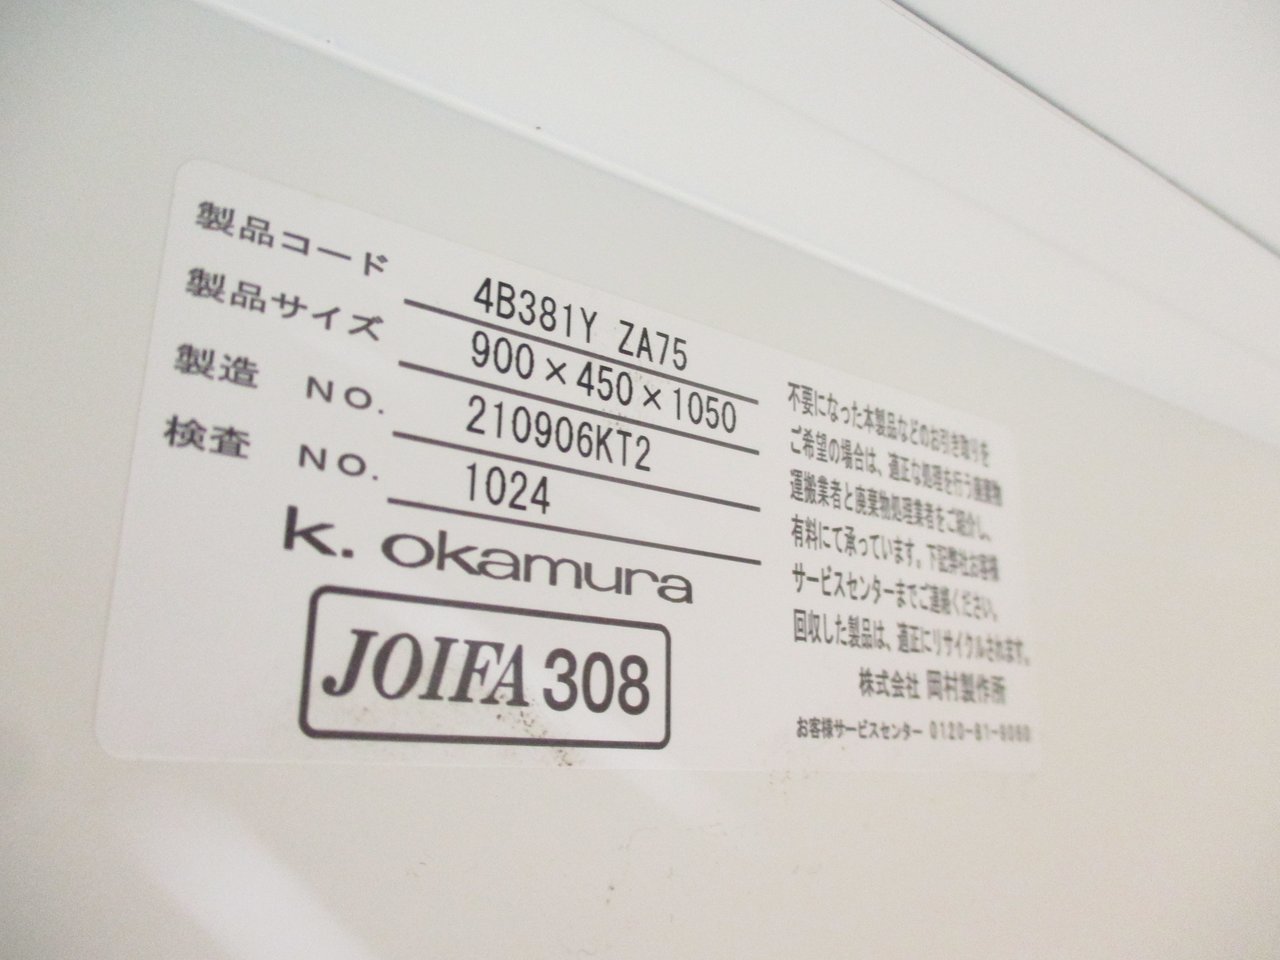 製品コード 4B381Y ZA75
製品サイズ 900×450×1050
製造 NO. 210906KT2
検査 NO. 1024
k. okamura
JOIFA 308
不要になった本製品などのお引き取りを
ご希望の場合は、適正な処理を行う廃棄物
運搬業者と廃棄物処理業者をご紹介し、
有料にて承っています。下記弊社お客様
サービスセンターまでご連絡ください。
回収した製品は、適正にリサイクルされます。
株式会社 岡村製作所
お客様サービスセンター 0120-81-9060